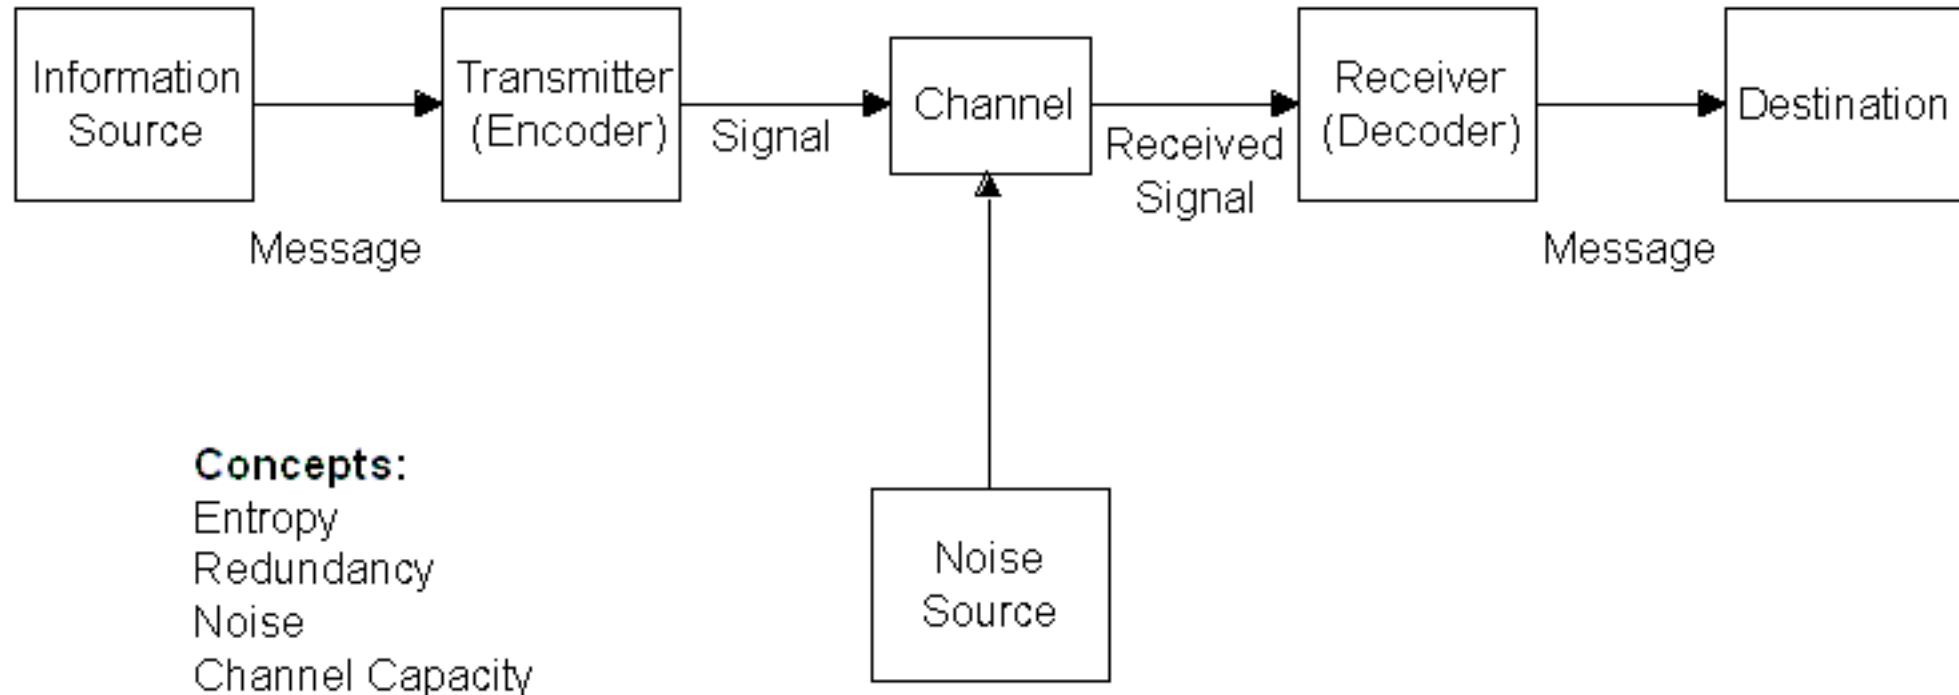 Information
Source
Transmitter
(Encoder)
Channel
Receiver
(Decoder)
Destination
Signal
Received
Signal
Message
Message
Concepts:
Entropy
Redundancy
Noise
Channel Capacity
Noise
Source